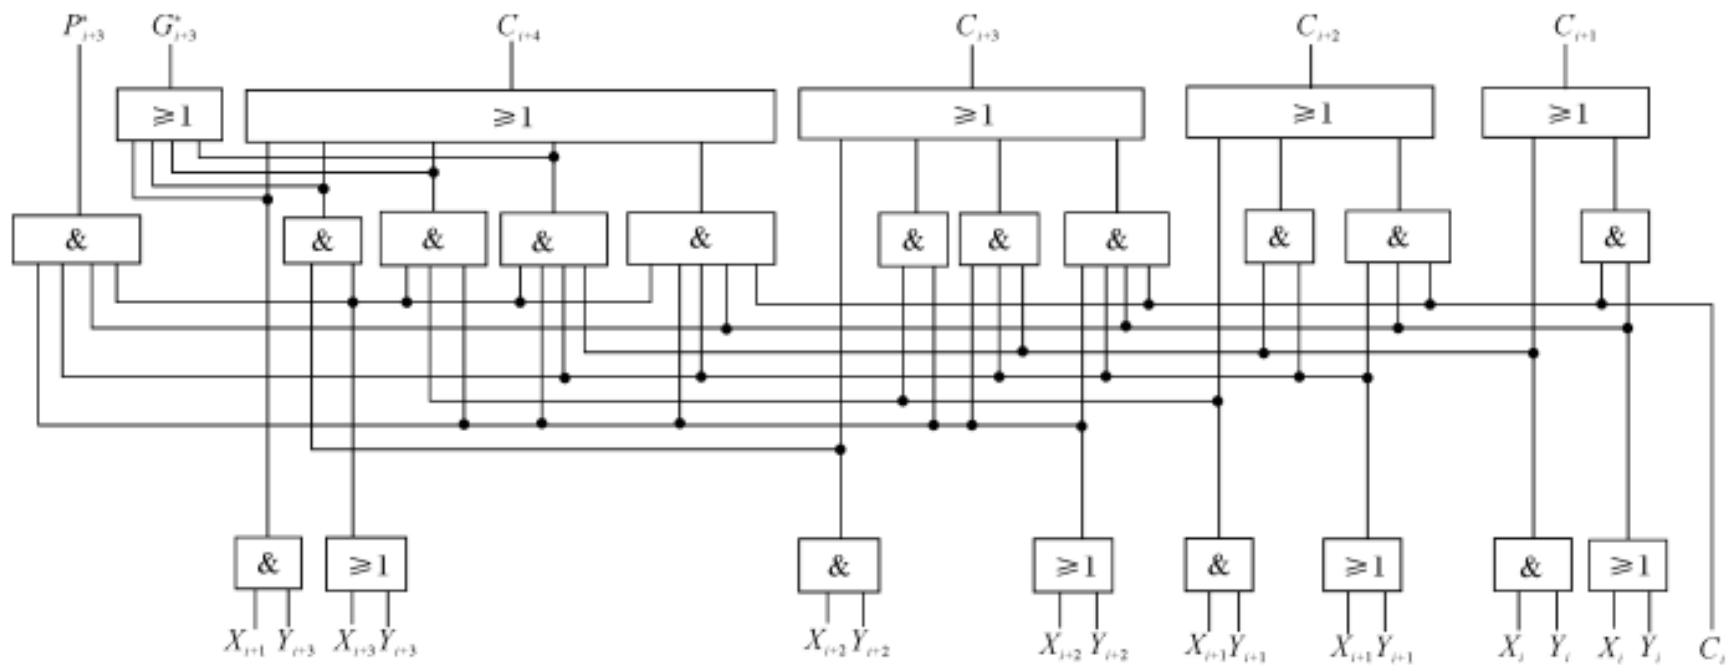 P*ᵢ₊₃ G*ᵢ₊₃ Cᵢ₊₄ Cᵢ₊₃ Cᵢ₊₂ Cᵢ₊₁
≥1 ≥1 ≥1 ≥1 ≥1
& & & & & & & & & & &
& ≥1 & ≥1 & ≥1 & ≥1
Xᵢ₊₁ Yᵢ₊₃ Xᵢ₊₃ Yᵢ₊₃ Xᵢ₊₂ Yᵢ₊₂ Xᵢ₊₂ Yᵢ₊₂ Xᵢ₊₁ Yᵢ₊₁ Xᵢ₊₁ Yᵢ₊₁ Xᵢ Yᵢ Xᵢ Yᵢ Cᵢ